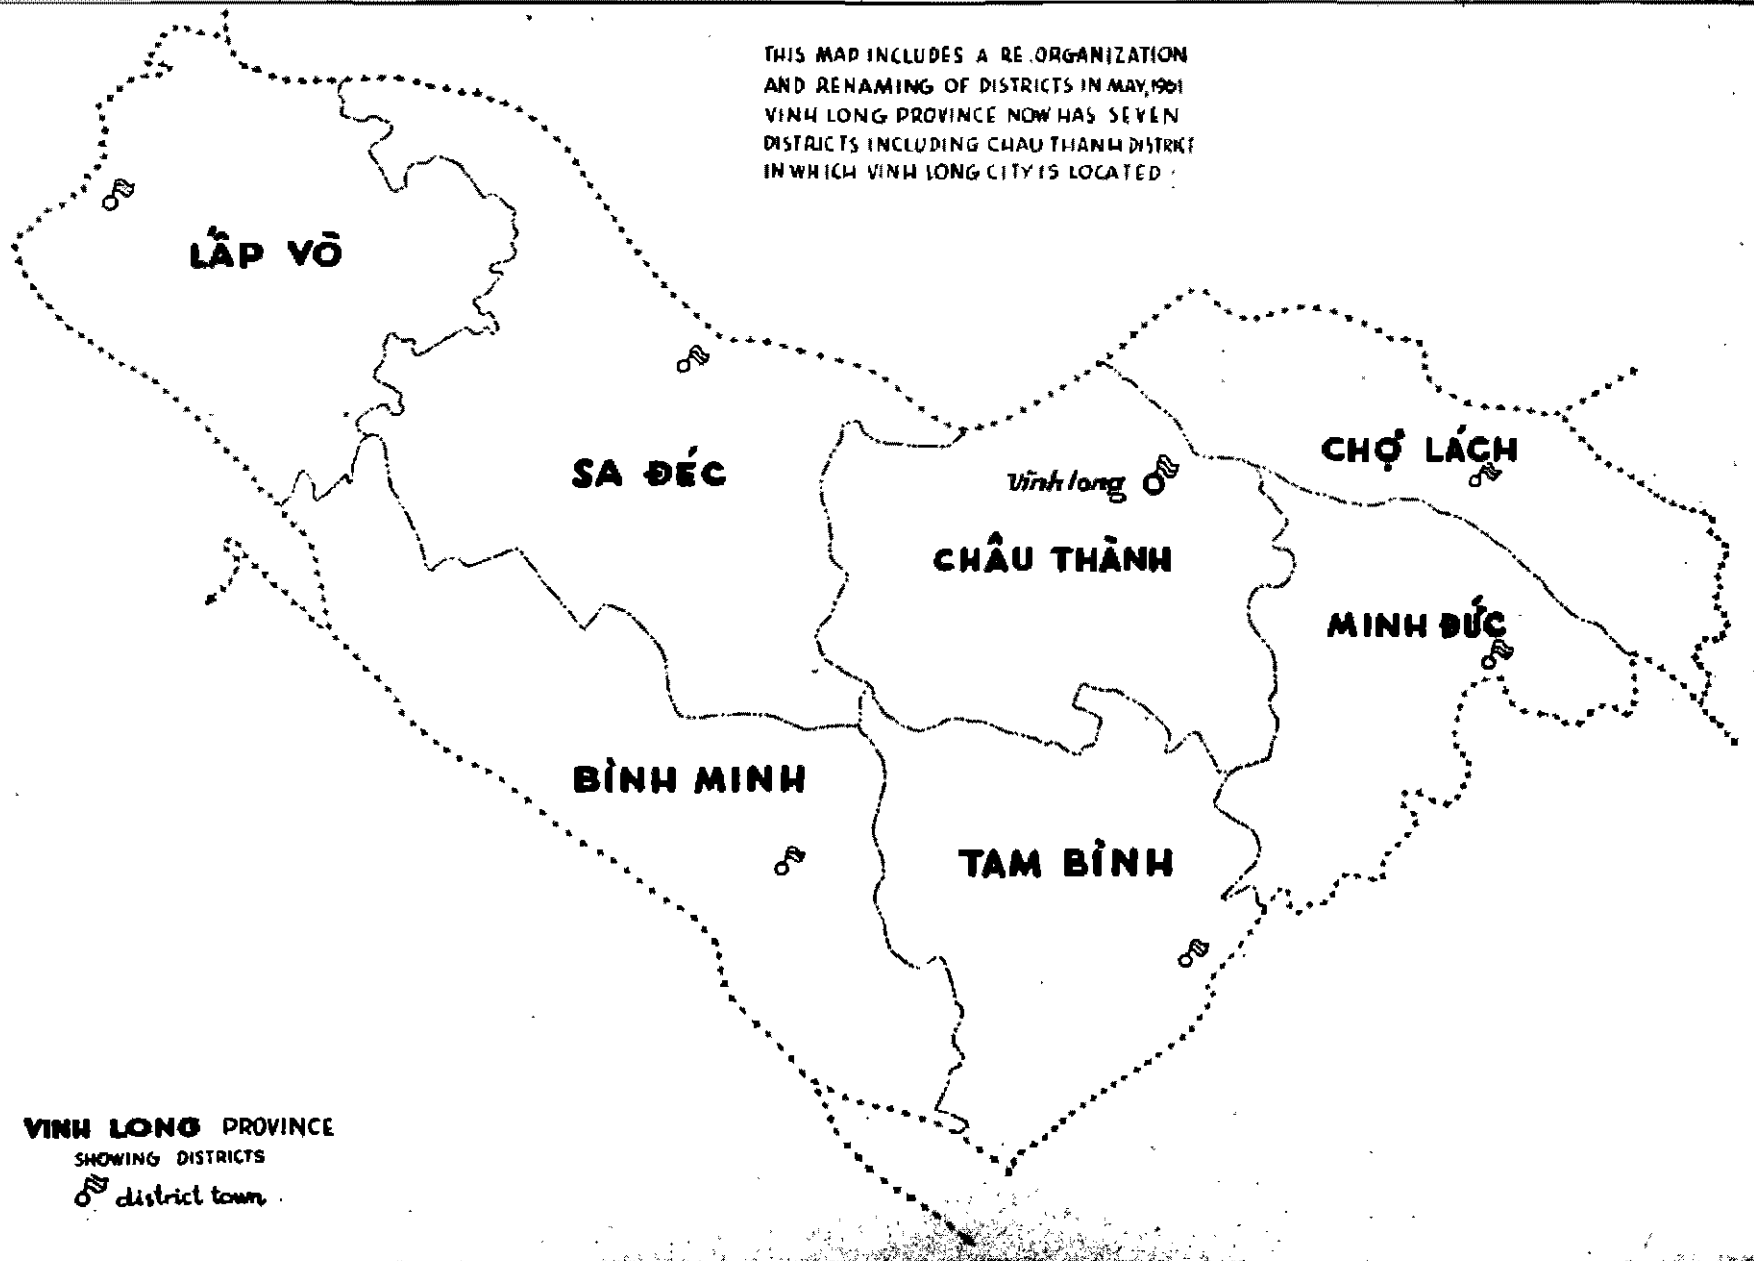 THIS MAP INCLUDES A RE.ORGANIZATION
AND RENAMING OF DISTRICTS IN MAY, 1961
VINH LONG PROVINCE NOW HAS SEVEN
DISTRICTS INCLUDING CHAU THANH DISTRICT
IN WHICH VINH LONG CITY IS LOCATED
LẤP VÒ
SA ĐÉC
CHỢ LÁCH
Vĩnh long
CHÂU THÀNH
MINH ĐỨC
BÌNH MINH
TAM BÌNH
VINH LONG PROVINCE
SHOWING DISTRICTS
district town